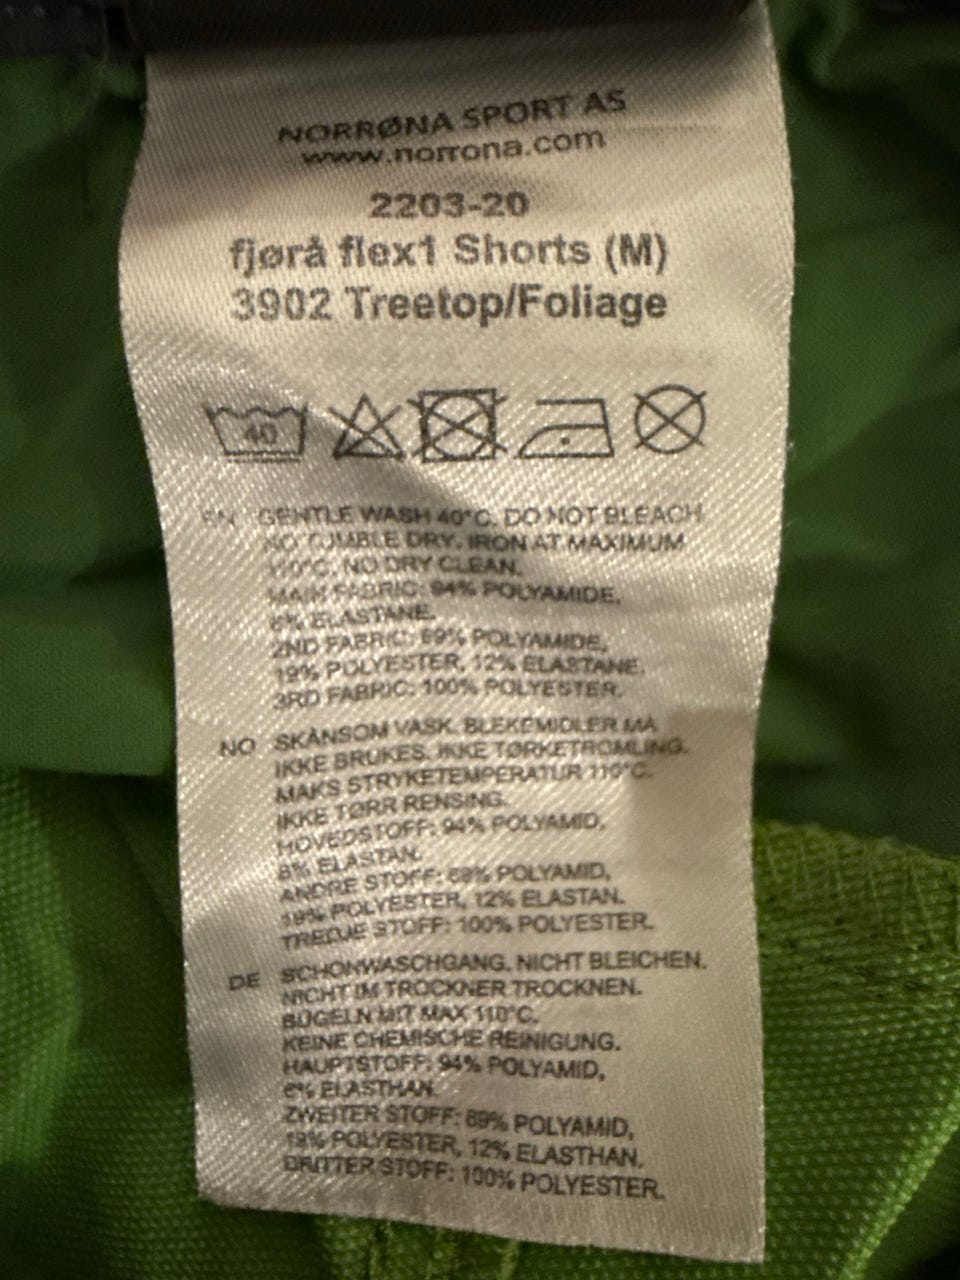 NORRØNA SPORT AS
www.norrona.com
2203-20
fjørå flex1 Shorts (M)
3902 Treetop/Foliage
40
EN GENTLE WASH 40°C. DO NOT BLEACH.
NO TUMBLE DRY. IRON AT MAXIMUM
110°C. NO DRY CLEAN.
MAIN FABRIC: 94% POLYAMIDE,
6% ELASTANE.
2ND FABRIC: 69% POLYAMIDE,
19% POLYESTER, 12% ELASTANE.
3RD FABRIC: 100% POLYESTER.
NO SKÅNSOM VASK. BLEKEMIDLER MÅ
IKKE BRUKES. IKKE TØRKETROMLING.
MAKS STRYKETEMPERATUR 110°C.
IKKE TØRR RENSING.
HOVEDSTOFF: 94% POLYAMID,
6% ELASTAN.
ANDRE STOFF: 69% POLYAMID,
19% POLYESTER, 12% ELASTAN.
TREDJE STOFF: 100% POLYESTER.
DE SCHONWASCHGANG. NICHT BLEICHEN.
NICHT IM TROCKNER TROCKNEN.
BÜGELN MIT MAX 110°C.
KEINE CHEMISCHE REINIGUNG.
HAUPTSTOFF: 94% POLYAMID,
6% ELASTHAN.
ZWEITER STOFF: 69% POLYAMID,
19% POLYESTER, 12% ELASTHAN.
DRITTER STOFF: 100% POLYESTER.